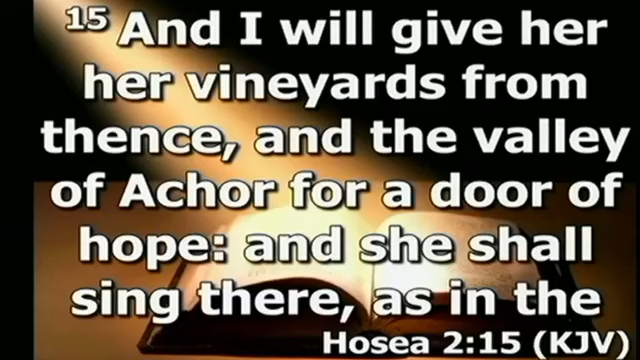 15 And I will give her
her vineyards from
thence, and the valley
of Achor for a door of
hope: and she shall
sing there, as in the
Hosea 2:15 (KJV)